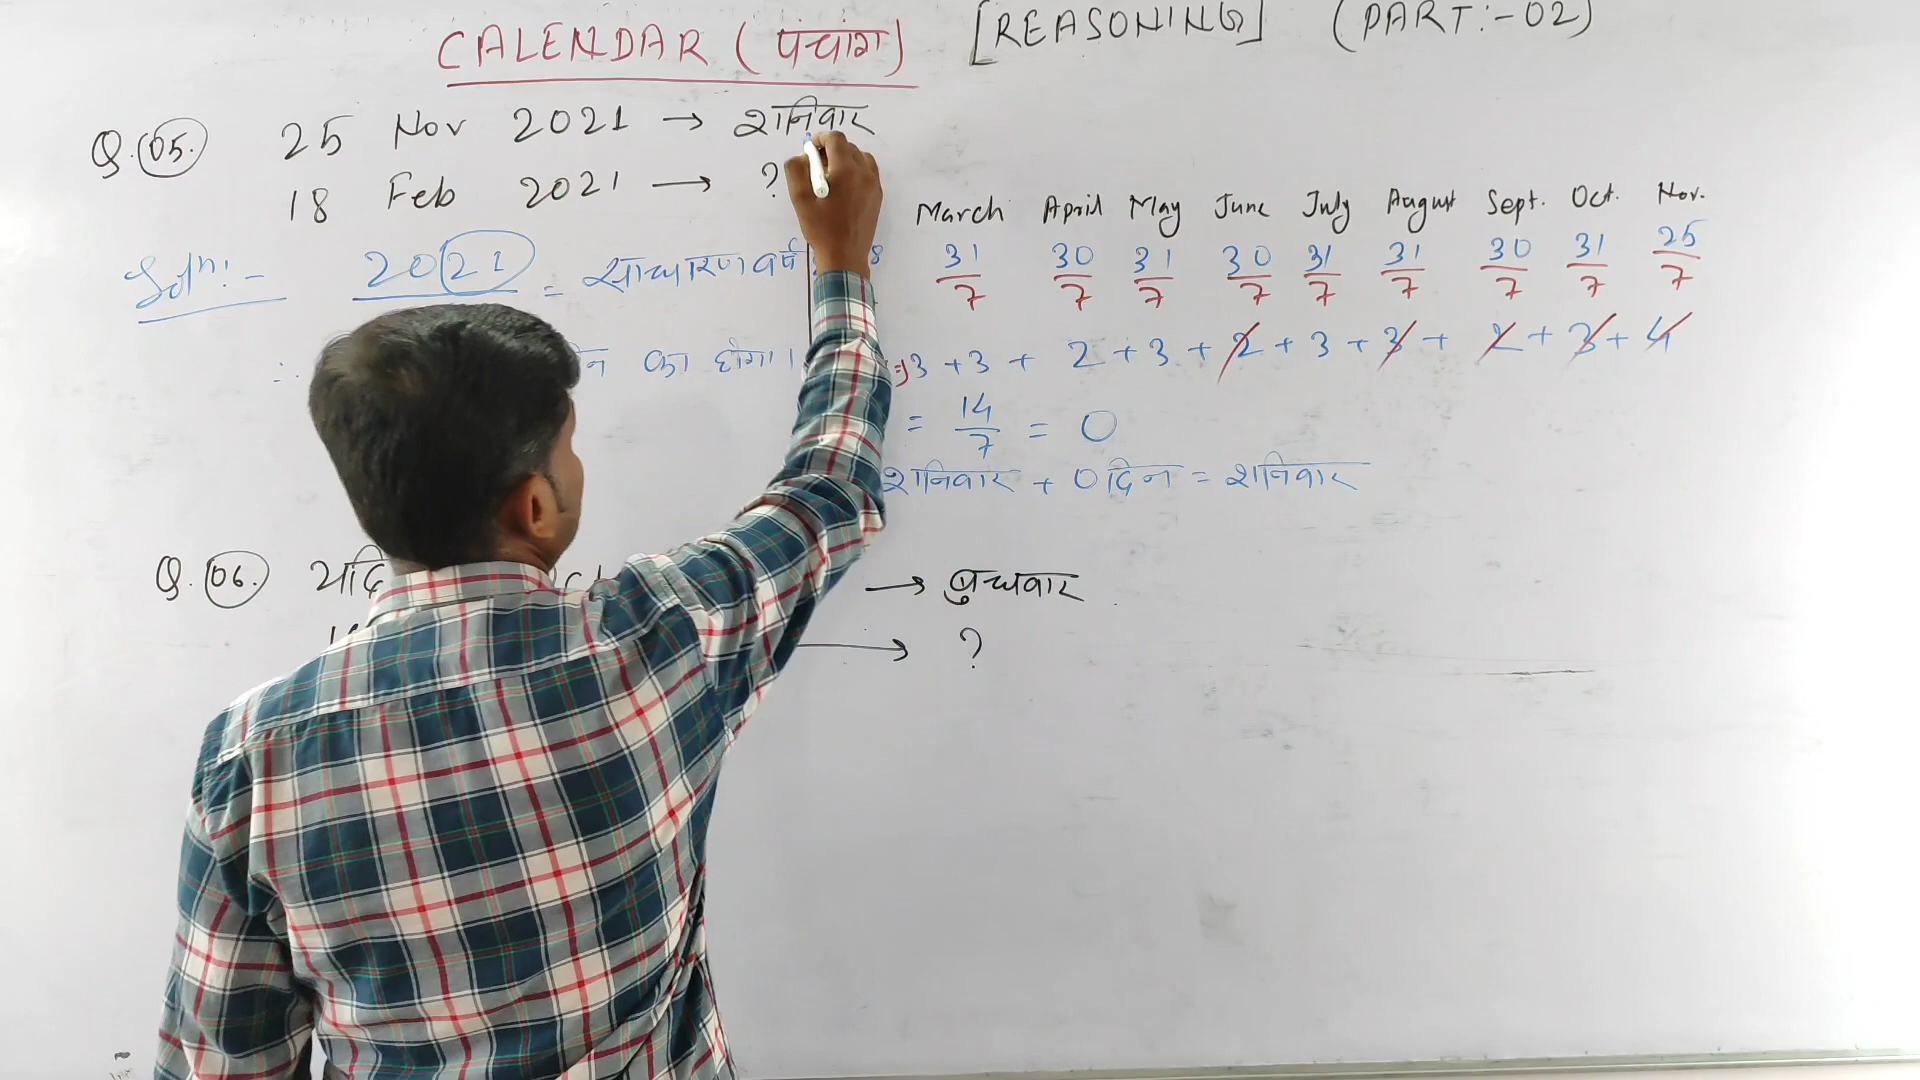 CALENDAR (पंचांग) [REASONING] (PART:-02)
Q.05. 25 Nov 2021 → शनिवार
18 Feb 2021 → ?
March April May June July August Sept. Oct. Nov.
Solⁿ:- 2021 = साधारण वर्ष 8 31/7 30/7 31/7 30/7 31/7 31/7 30/7 31/7 25/7
∴ का होगा। ⇒ 3 + 3 + 2 + 3 + 2 + 3 + 3 + 2 + 3 + 4
= 14/7 = 0
शनिवार + 0 दिन = शनिवार
Q.06. यदि → बुधवार
→ ?